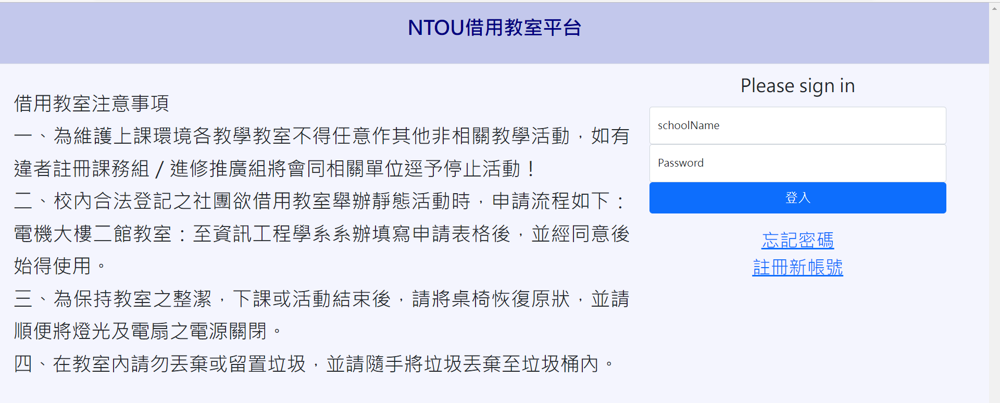 NTOU借用教室平台
借用教室注意事項
一、為維護上課環境各教學教室不得任意作其他非相關教學活動，如有
違者註冊課務組 / 進修推廣組將會同相關單位逕予停止活動！
二、校內合法登記之社團欲借用教室舉辦靜態活動時，申請流程如下：
電機大樓二館教室：至資訊工程學系系辦填寫申請表格後，並經同意後
始得使用。
三、為保持教室之整潔，下課或活動結束後，請將桌椅恢復原狀，並請
順便將燈光及電扇之電源關閉。
四、在教室內請勿丟棄或留置垃圾，並請隨手將垃圾丟棄至垃圾桶內。
Please sign in
schoolName
Password
登入
忘記密碼
註冊新帳號